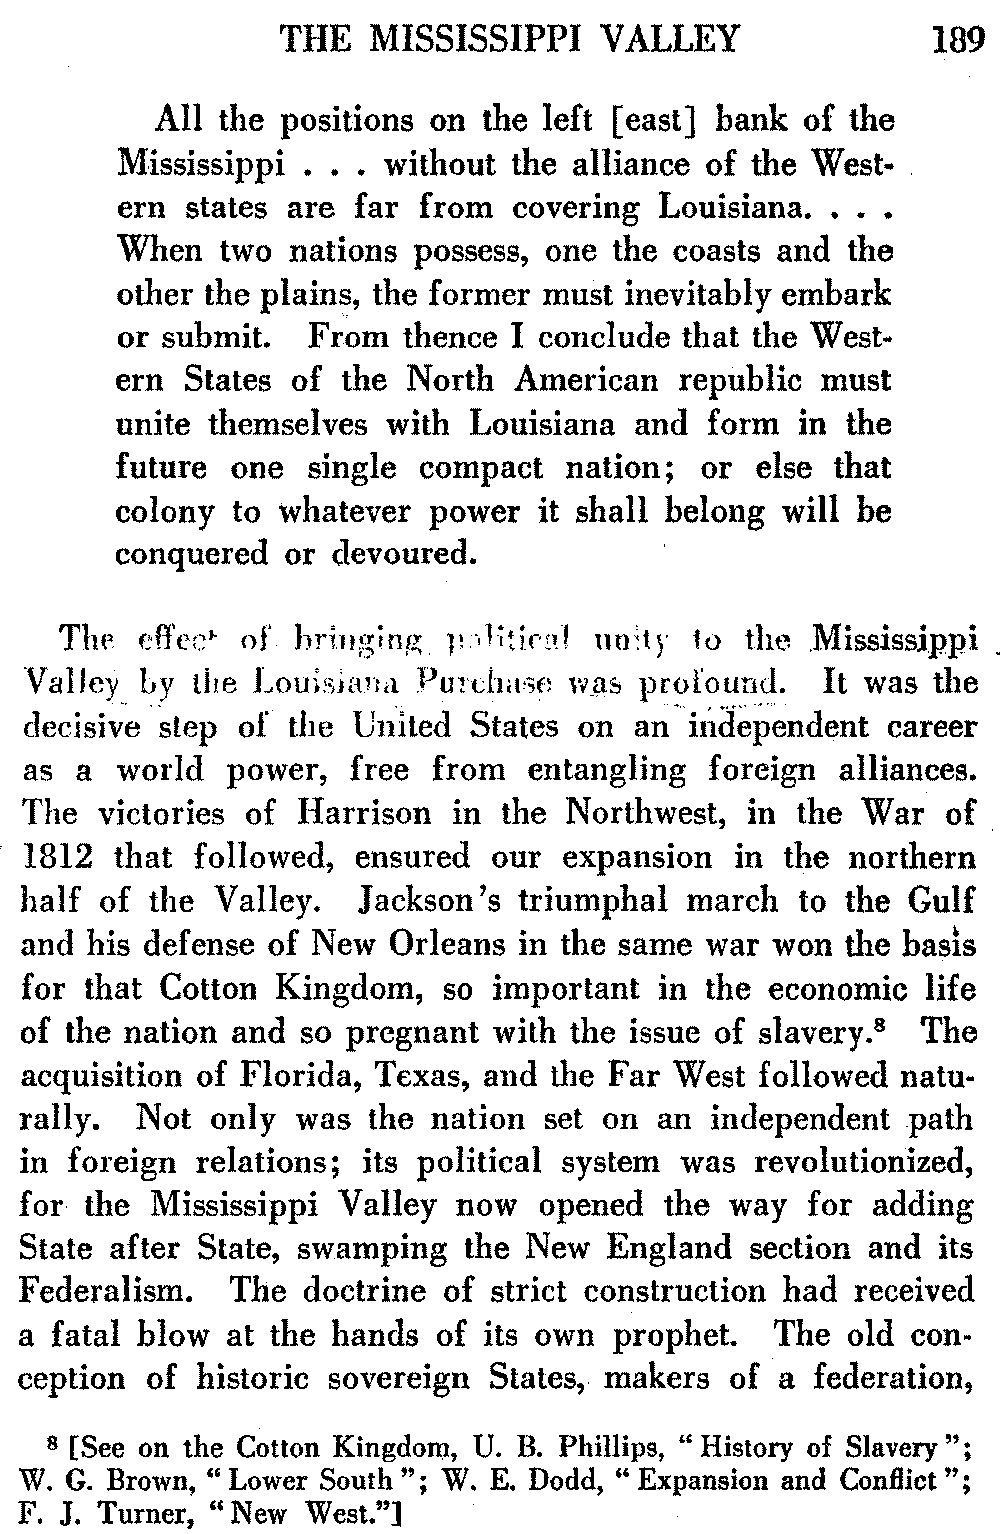 THE MISSISSIPPI VALLEY 189
All the positions on the left [east] bank of the
Mississippi . . . without the alliance of the West-
ern states are far from covering Louisiana. . . .
When two nations possess, one the coasts and the
other the plains, the former must inevitably embark
or submit. From thence I conclude that the West-
ern States of the North American republic must
unite themselves with Louisiana and form in the
future one single compact nation; or else that
colony to whatever power it shall belong will be
conquered or devoured.
The effect of bringing political unity to the Mississippi
Valley by the Louisiana Purchase was profound. It was the
decisive step of the United States on an independent career
as a world power, free from entangling foreign alliances.
The victories of Harrison in the Northwest, in the War of
1812 that followed, ensured our expansion in the northern
half of the Valley. Jackson's triumphal march to the Gulf
and his defense of New Orleans in the same war won the basis
for that Cotton Kingdom, so important in the economic life
of the nation and so pregnant with the issue of slavery.⁸ The
acquisition of Florida, Texas, and the Far West followed natu-
rally. Not only was the nation set on an independent path
in foreign relations; its political system was revolutionized,
for the Mississippi Valley now opened the way for adding
State after State, swamping the New England section and its
Federalism. The doctrine of strict construction had received
a fatal blow at the hands of its own prophet. The old con-
ception of historic sovereign States, makers of a federation,
⁸ [See on the Cotton Kingdom, U. B. Phillips, "History of Slavery";
W. G. Brown, "Lower South"; W. E. Dodd, "Expansion and Conflict";
F. J. Turner, "New West."]